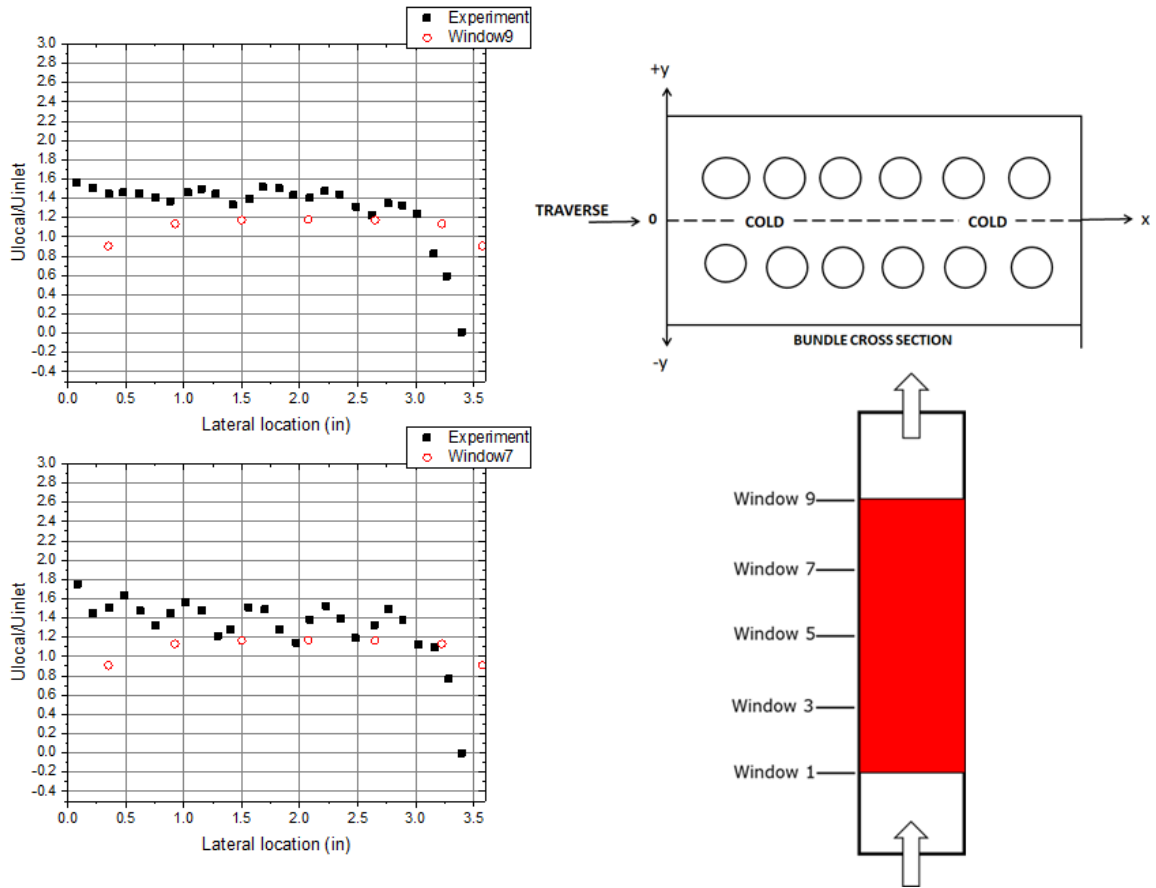 Experiment
Window9
3.0
2.8
2.6
2.4
2.2
2.0
1.8
1.6
1.4
1.2
1.0
0.8
0.6
0.4
0.2
0.0
-0.2
-0.4
Ulocal/Uinlet
0.0 0.5 1.0 1.5 2.0 2.5 3.0 3.5
Lateral location (in)
Experiment
Window7
3.0
2.8
2.6
2.4
2.2
2.0
1.8
1.6
1.4
1.2
1.0
0.8
0.6
0.4
0.2
0.0
-0.2
-0.4
Ulocal/Uinlet
0.0 0.5 1.0 1.5 2.0 2.5 3.0 3.5
Lateral location (in)
+y
TRAVERSE
0
COLD COLD
x
BUNDLE CROSS SECTION
-y
Window 9
Window 7
Window 5
Window 3
Window 1